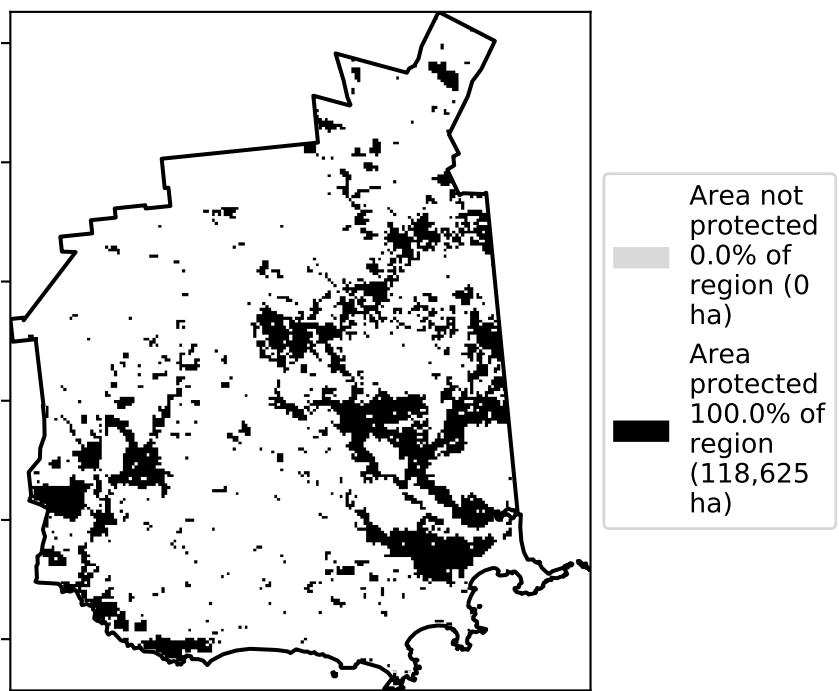 Area not
protected
0.0% of
region (0
ha)
Area
protected
100.0% of
region
(118,625
ha)